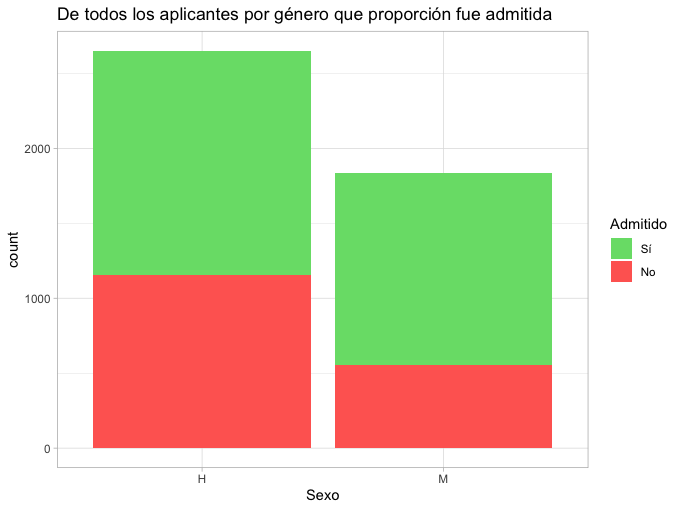 De todos los aplicantes por género que proporción fue admitida
2000
1000
0
count
H
M
Sexo
Admitido
Sí
No